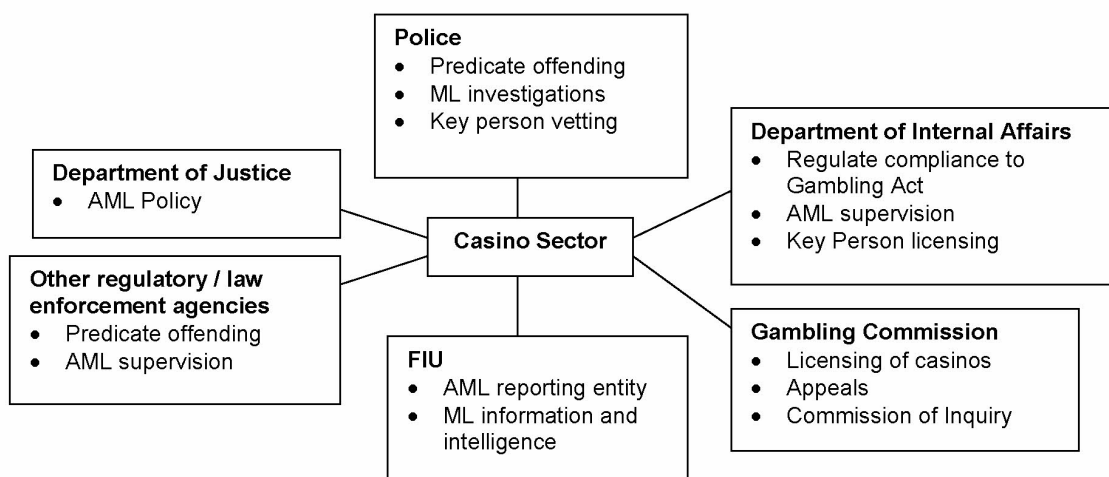 Police
• Predicate offending
• ML investigations
• Key person vetting
Department of Internal Affairs
• Regulate compliance to
Gambling Act
• AML supervision
• Key Person licensing
Department of Justice
• AML Policy
Casino Sector
Other regulatory / law
enforcement agencies
• Predicate offending
• AML supervision
FIU
• AML reporting entity
• ML information and
intelligence
Gambling Commission
• Licensing of casinos
• Appeals
• Commission of Inquiry